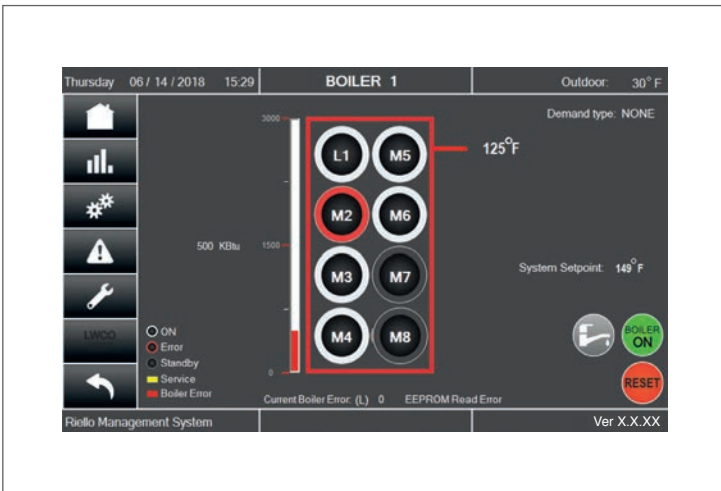 Thursday 06 / 14 / 2018 15:29 BOILER 1 Outdoor: 30°F
Demand type: NONE
3000
L1 M5 125°F
M2 M6
500 KBtu 1500
System Setpoint: 149°F
M3 M7
LWCO
ON
Error
Standby
Service
Boiler Error
M4 M8
BOILER
ON
0
RESET
Current Boiler Error: (L) 0 EEPROM Read Error
Riello Management System Ver X.X.XX